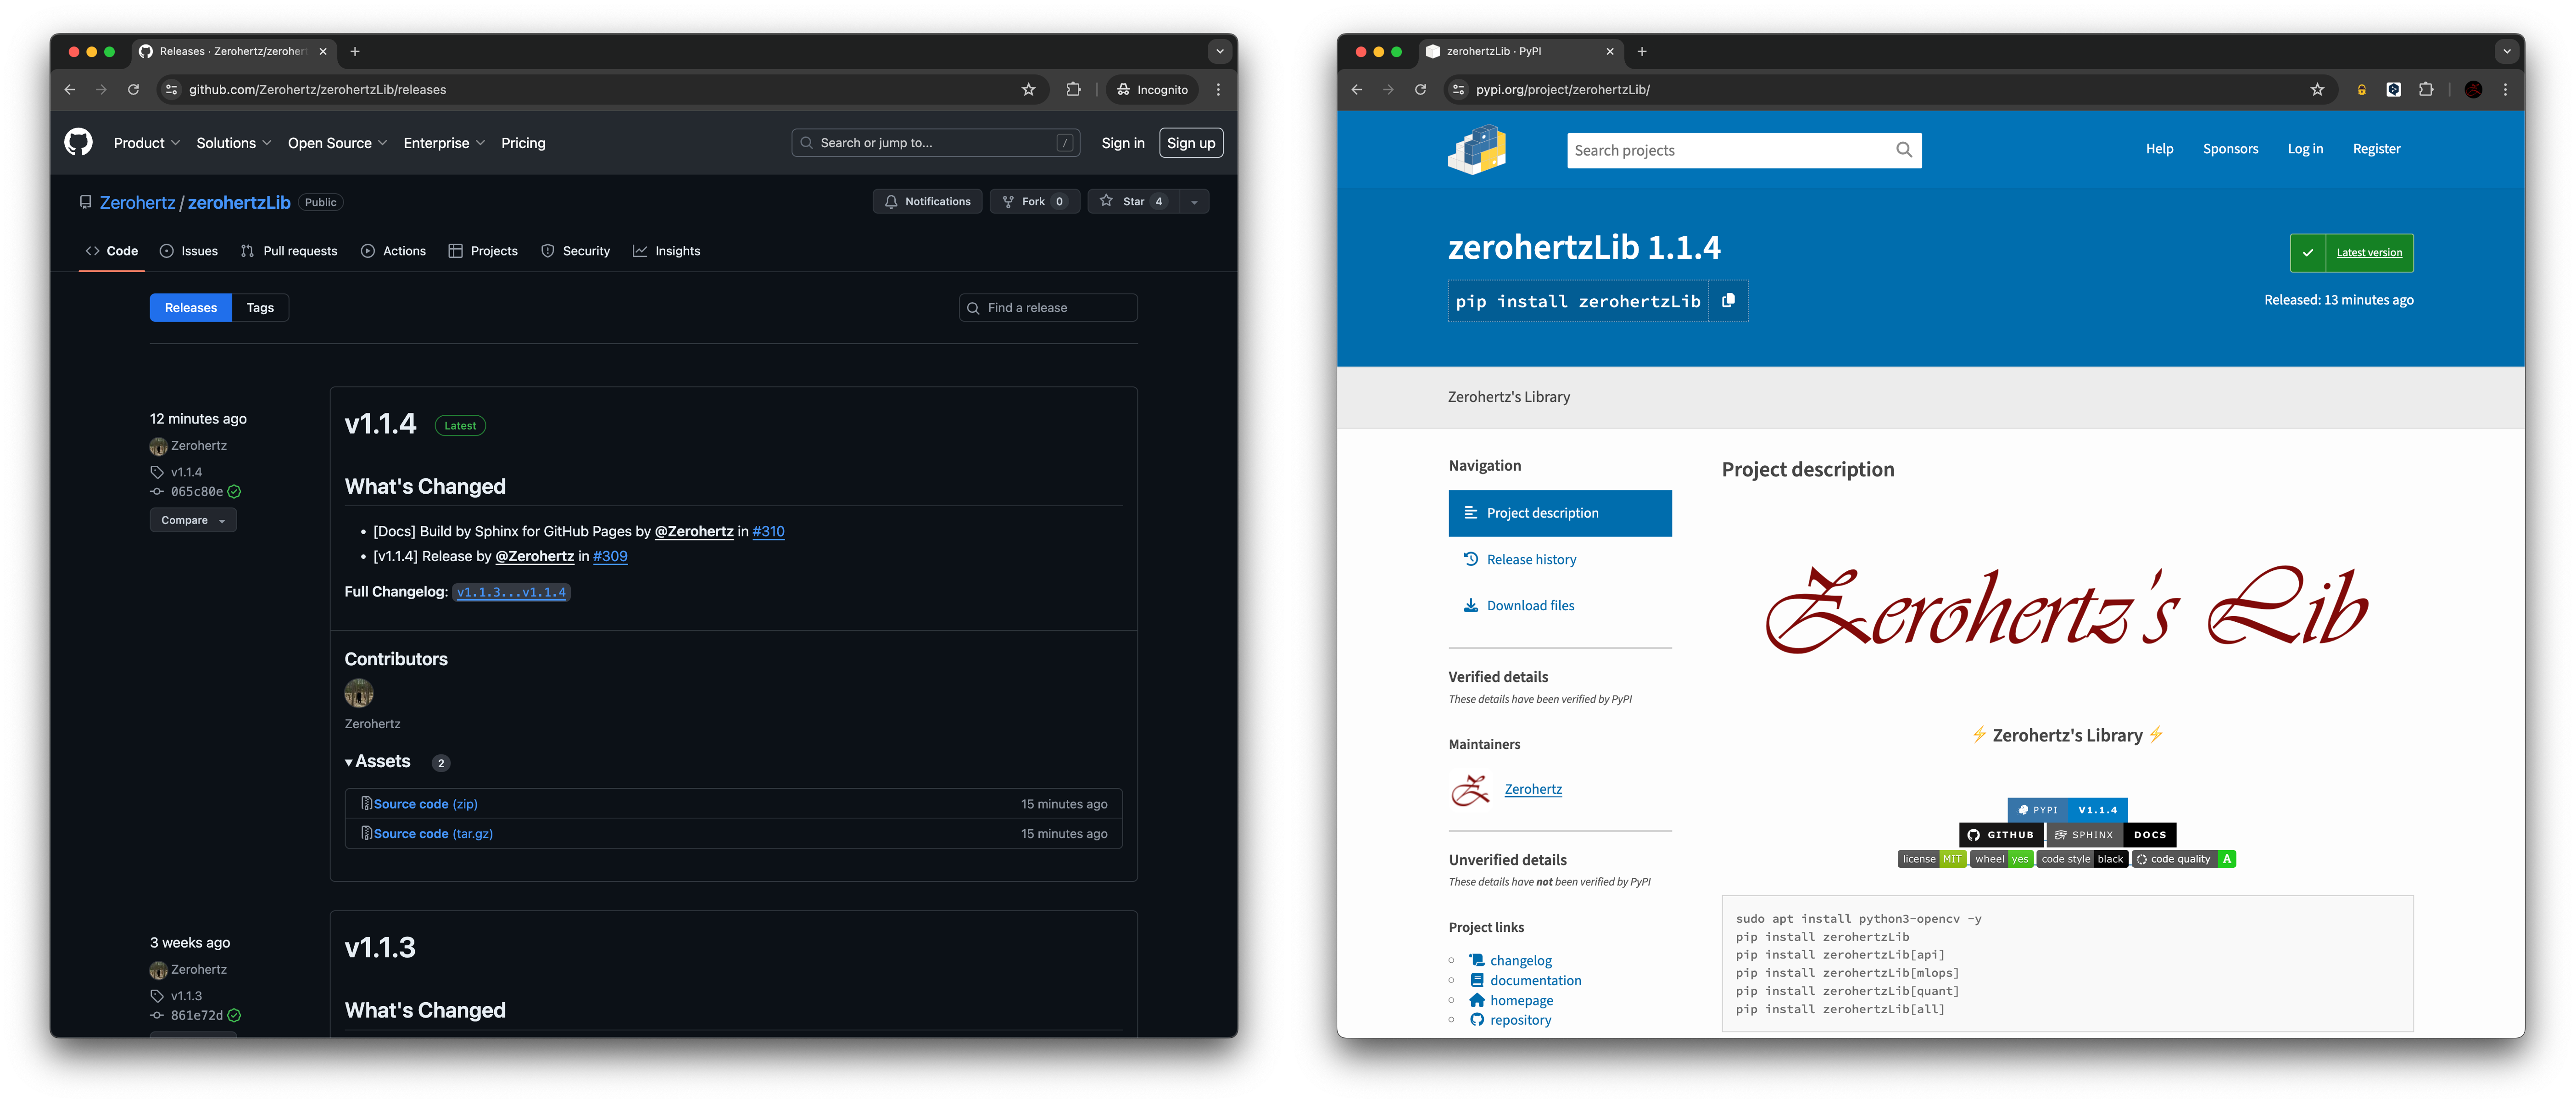 Releases · Zerohertz/zeroher
github.com/Zerohertz/zerohertzLib/releases
Incognito
Product
Solutions
Open Source
Enterprise
Pricing
Search or jump to...
/
Sign in
Sign up
Zerohertz / zerohertzLib
Public
Notifications
Fork 0
Star 4
Code
Issues
Pull requests
Actions
Projects
Security
Insights
Releases
Tags
Find a release
12 minutes ago
Zerohertz
v1.1.4
065c80e
Compare
v1.1.4
Latest
What's Changed
• [Docs] Build by Sphinx for GitHub Pages by @Zerohertz in #310
• [v1.1.4] Release by @Zerohertz in #309
Full Changelog: v1.1.3...v1.1.4
Contributors
Zerohertz
Assets 2
Source code (zip)
15 minutes ago
Source code (tar.gz)
15 minutes ago
3 weeks ago
Zerohertz
v1.1.3
861e72d
v1.1.3
What's Changed
zerohertzLib · PyPI
pypi.org/project/zerohertzLib/
Search projects
Help
Sponsors
Log in
Register
zerohertzLib 1.1.4
pip install zerohertzLib
Latest version
Released: 13 minutes ago
Zerohertz's Library
Navigation
Project description
Release history
Download files
Verified details
These details have been verified by PyPI
Maintainers
Zerohertz
Unverified details
These details have not been verified by PyPI
Project links
changelog
documentation
homepage
repository
Project description
Zerohertz's Lib
⚡ Zerohertz's Library ⚡
PYPI V1.1.4
GITHUB SPHINX DOCS
license MIT wheel yes code style black code quality A
sudo apt install python3-opencv -y
pip install zerohertzLib
pip install zerohertzLib[api]
pip install zerohertzLib[mlops]
pip install zerohertzLib[quant]
pip install zerohertzLib[all]